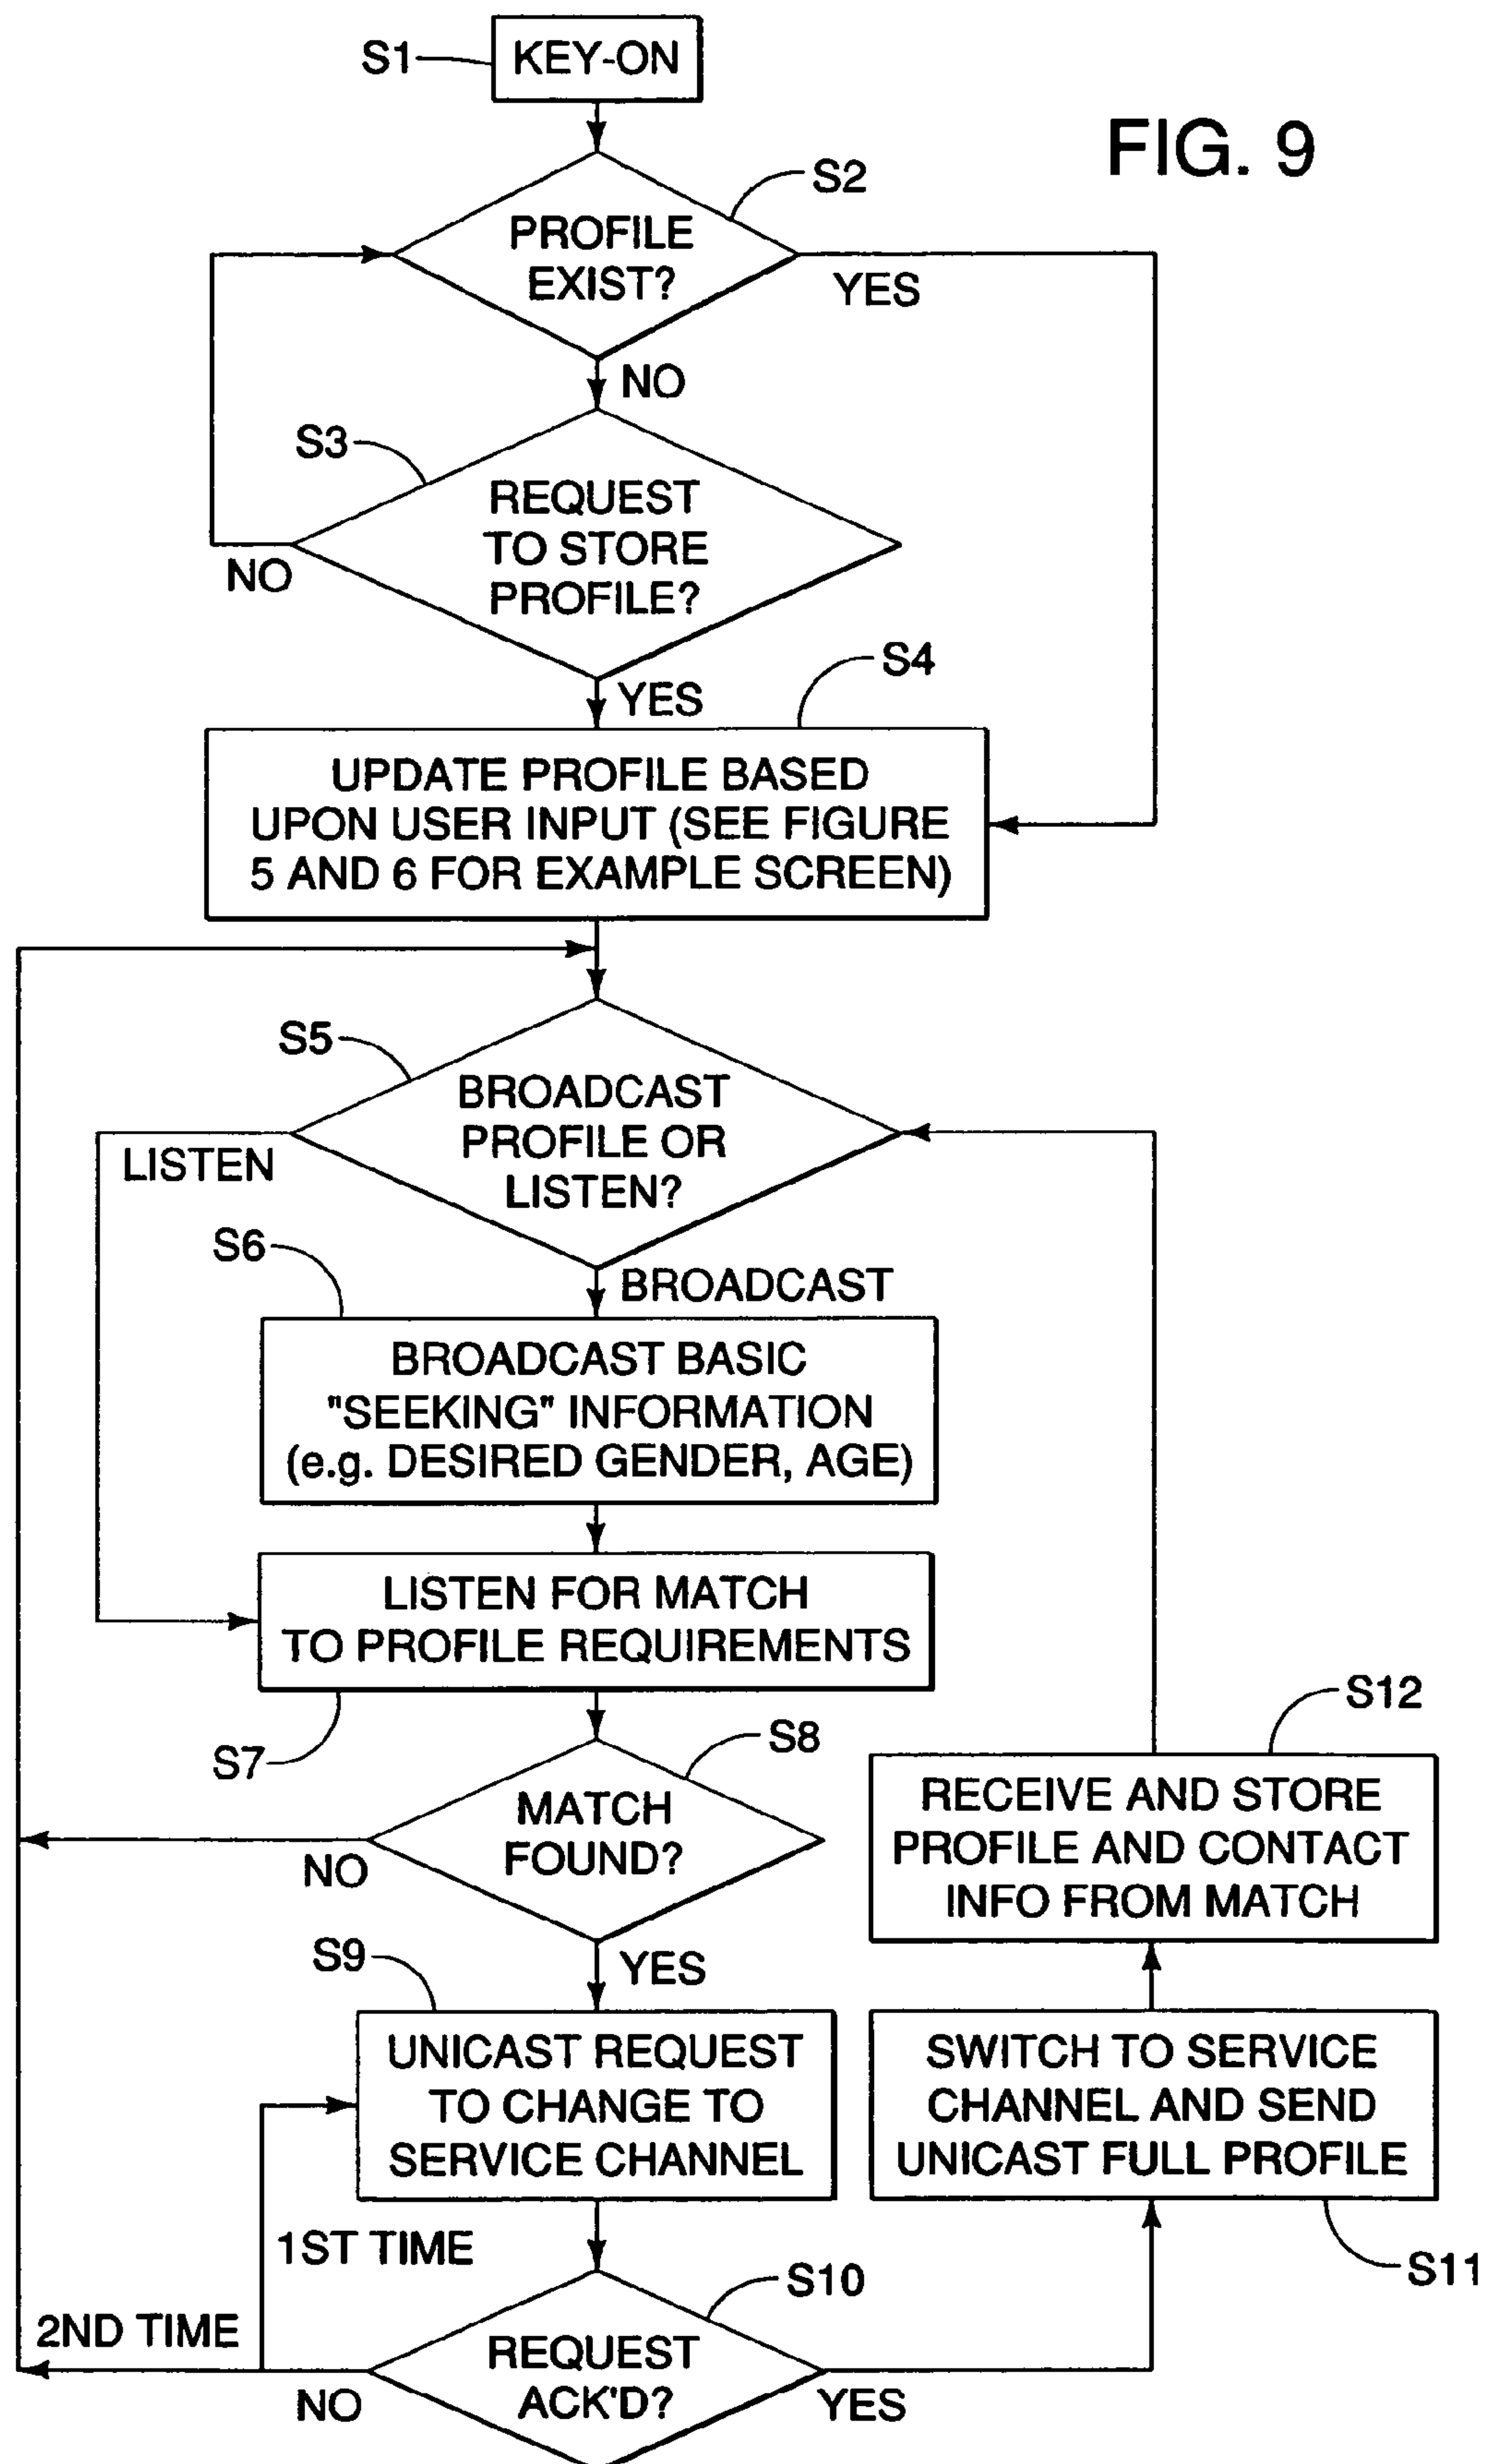 S1
KEY-ON
FIG. 9
S2
PROFILE
EXIST?
YES
NO
S3
REQUEST
TO STORE
PROFILE?
NO
S4
YES
UPDATE PROFILE BASED
UPON USER INPUT (SEE FIGURE
5 AND 6 FOR EXAMPLE SCREEN)
S5
BROADCAST
PROFILE OR
LISTEN?
LISTEN
S6
BROADCAST
BROADCAST BASIC
"SEEKING" INFORMATION
(e.g. DESIRED GENDER, AGE)
LISTEN FOR MATCH
TO PROFILE REQUIREMENTS
S7
S8
MATCH
FOUND?
NO
S12
RECEIVE AND STORE
PROFILE AND CONTACT
INFO FROM MATCH
S9
YES
UNICAST REQUEST
TO CHANGE TO
SERVICE CHANNEL
SWITCH TO SERVICE
CHANNEL AND SEND
UNICAST FULL PROFILE
S11
1ST TIME
S10
2ND TIME
REQUEST
ACK'D?
NO
YES